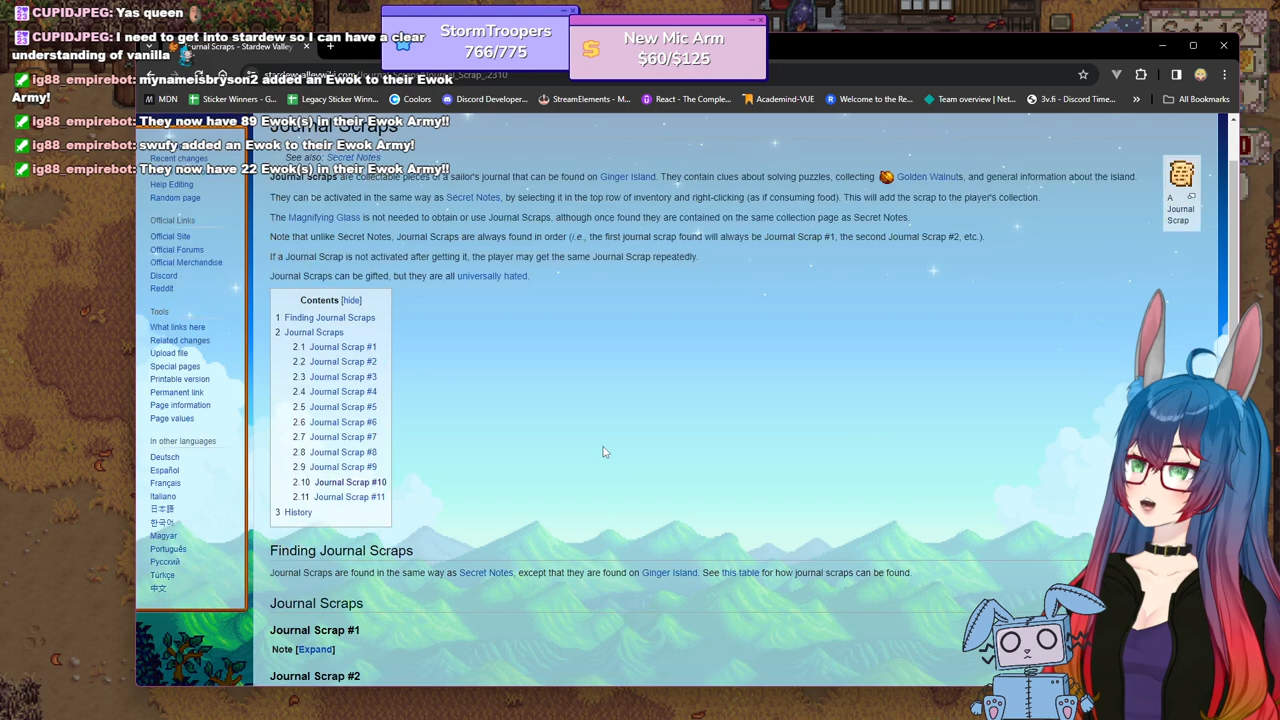 CUPIDJPEG: Yas queen
CUPIDJPEG: I need to get into stardew so I can have a clear
understanding of vanilla
ig88_empirebot: mynameisbryson2 added an Ewok to their Ewok
Army!
ig88_empirebot: They now have 89 Ewok(s) in their Ewok Army!!
ig88_empirebot: swufy added an Ewok to their Ewok Army!
ig88_empirebot: They now have 22 Ewok(s) in their Ewok Army!!
StormTroopers
766/775
New Mic Arm
$60/$125
urnal Scraps - Stardew Valley
MDN
Sticker Winners - G...
Legacy Sticker Winn...
Coolors
Discord Developer...
StreamElements - M...
React - The Comple...
Academind-VUE
Welcome to the Re...
Team overview | Net...
3v.fi - Discord Time...
All Bookmarks
Recent changes
Help Editing
Random page
Official Links
Official Site
Official Forums
Official Merchandise
Discord
Reddit
Tools
What links here
Related changes
Upload file
Special pages
Printable version
Permanent link
Page information
Page values
In other languages
Deutsch
Español
Français
Italiano
日本語
한국어
Magyar
Português
Русский
Türkçe
中文
Journal Scraps
See also: Secret Notes
Journal Scraps are collectable pieces of a sailor's journal that can be found on Ginger Island. They contain clues about solving puzzles, collecting Golden Walnuts, and general information about the island.
They can be activated in the same way as Secret Notes, by selecting it in the top row of inventory and right-clicking (as if consuming food). This will add the scrap to the player's collection.
The Magnifying Glass is not needed to obtain or use Journal Scraps, although once found they are contained on the same collection page as Secret Notes.
Note that unlike Secret Notes, Journal Scraps are always found in order (i.e., the first journal scrap found will always be Journal Scrap #1, the second Journal Scrap #2, etc.).
If a Journal Scrap is not activated after getting it, the player may get the same Journal Scrap repeatedly.
Journal Scraps can be gifted, but they are all universally hated.
A
Journal
Scrap
Contents [hide]
1 Finding Journal Scraps
2 Journal Scraps
2.1 Journal Scrap #1
2.2 Journal Scrap #2
2.3 Journal Scrap #3
2.4 Journal Scrap #4
2.5 Journal Scrap #5
2.6 Journal Scrap #6
2.7 Journal Scrap #7
2.8 Journal Scrap #8
2.9 Journal Scrap #9
2.10 Journal Scrap #10
2.11 Journal Scrap #11
3 History
Finding Journal Scraps
Journal Scraps are found in the same way as Secret Notes, except that they are found on Ginger Island. See this table for how journal scraps can be found.
Journal Scraps
Journal Scrap #1
Note [Expand]
Journal Scrap #2